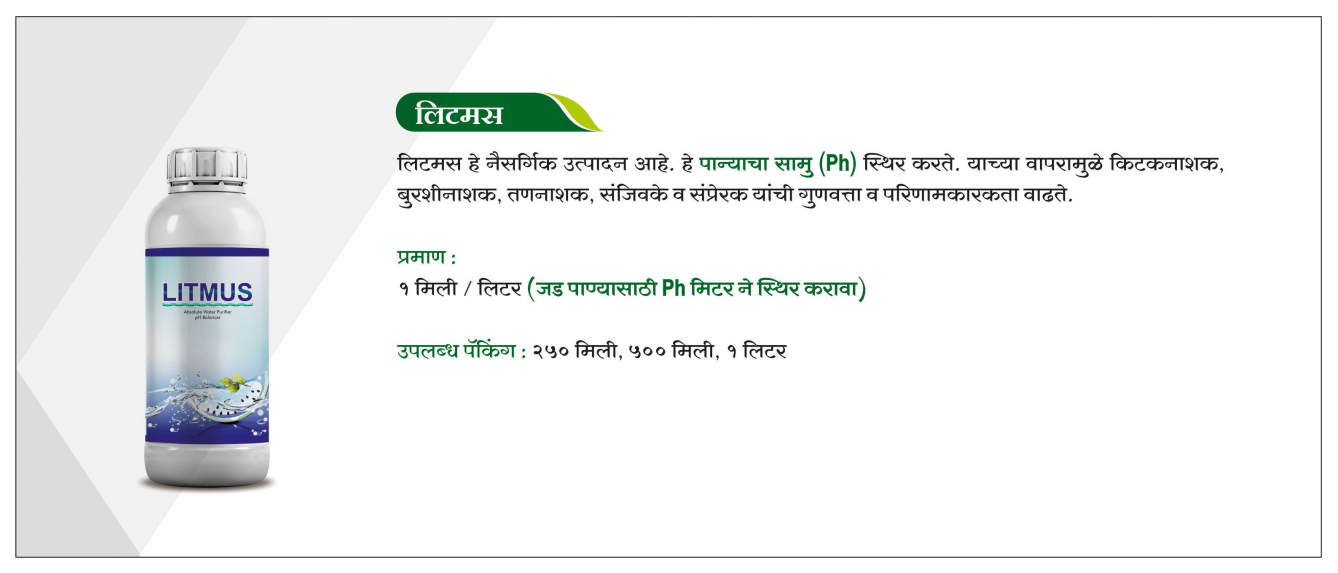 लिटमस
लिटमस हे नैसर्गिक उत्पादन आहे. हे पान्याचा सामु (Ph) स्थिर करते. याच्या वापरामुळे किटकनाशक,
बुरशीनाशक, तणनाशक, संजिवके व संप्रेरक यांची गुणवत्ता व परिणामकारकता वाढते.
प्रमाण :
१ मिली / लिटर (जड पाण्यासाठी Ph मिटर ने स्थिर करावा)
उपलब्ध पॅकिंग : २५० मिली, ५०० मिली, १ लिटर
LITMUS
Absolute Water Purifier
pH Balancer